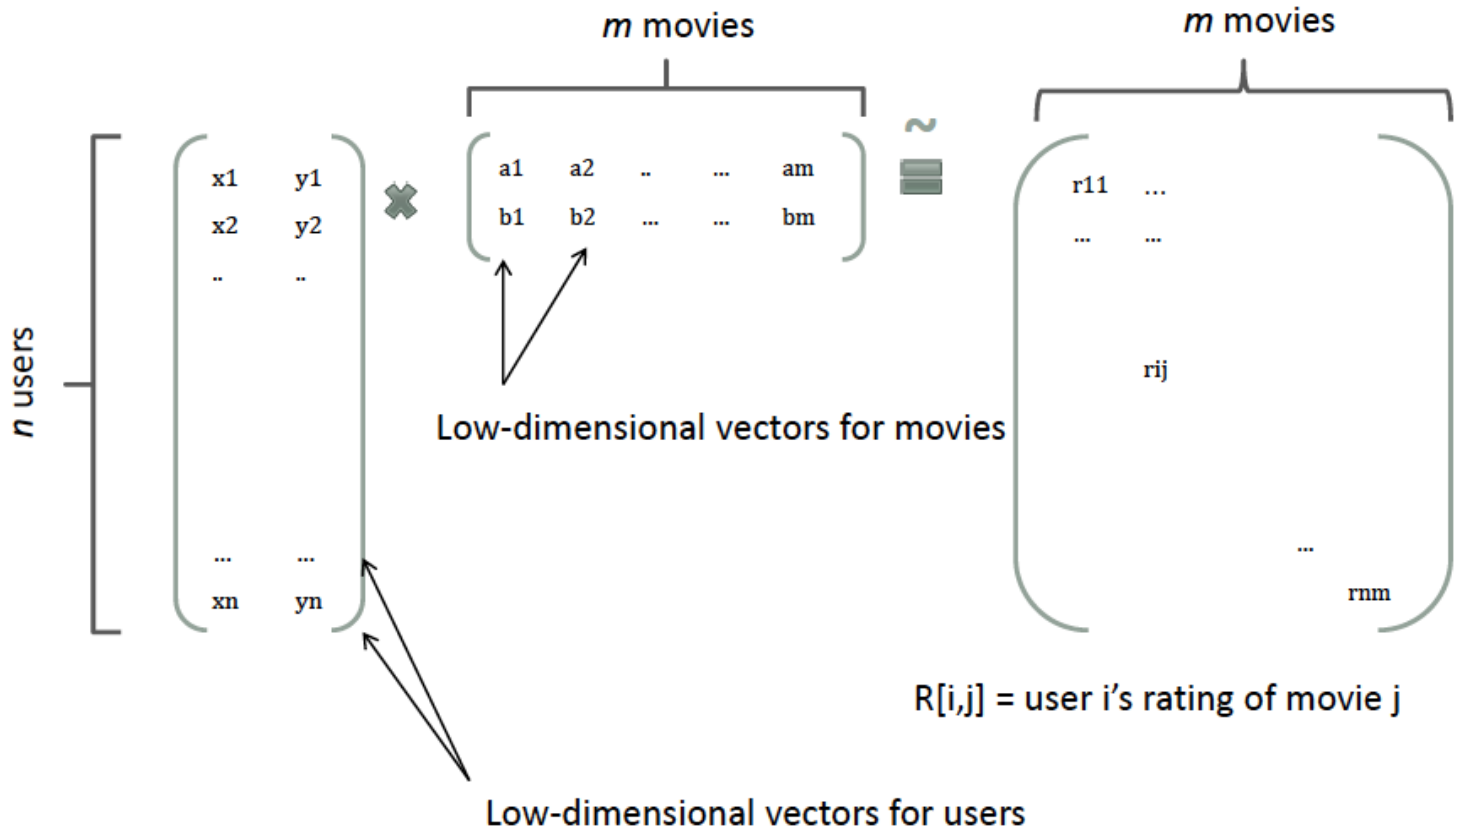 m movies
m movies
n users
x1 y1
x2 y2
.. ..
... ...
xn yn
a1 a2 .. ... am
b1 b2 ... ... bm
~
=
r11 ...
... ...
rij
...
rnm
Low-dimensional vectors for movies
R[i,j] = user i's rating of movie j
Low-dimensional vectors for users